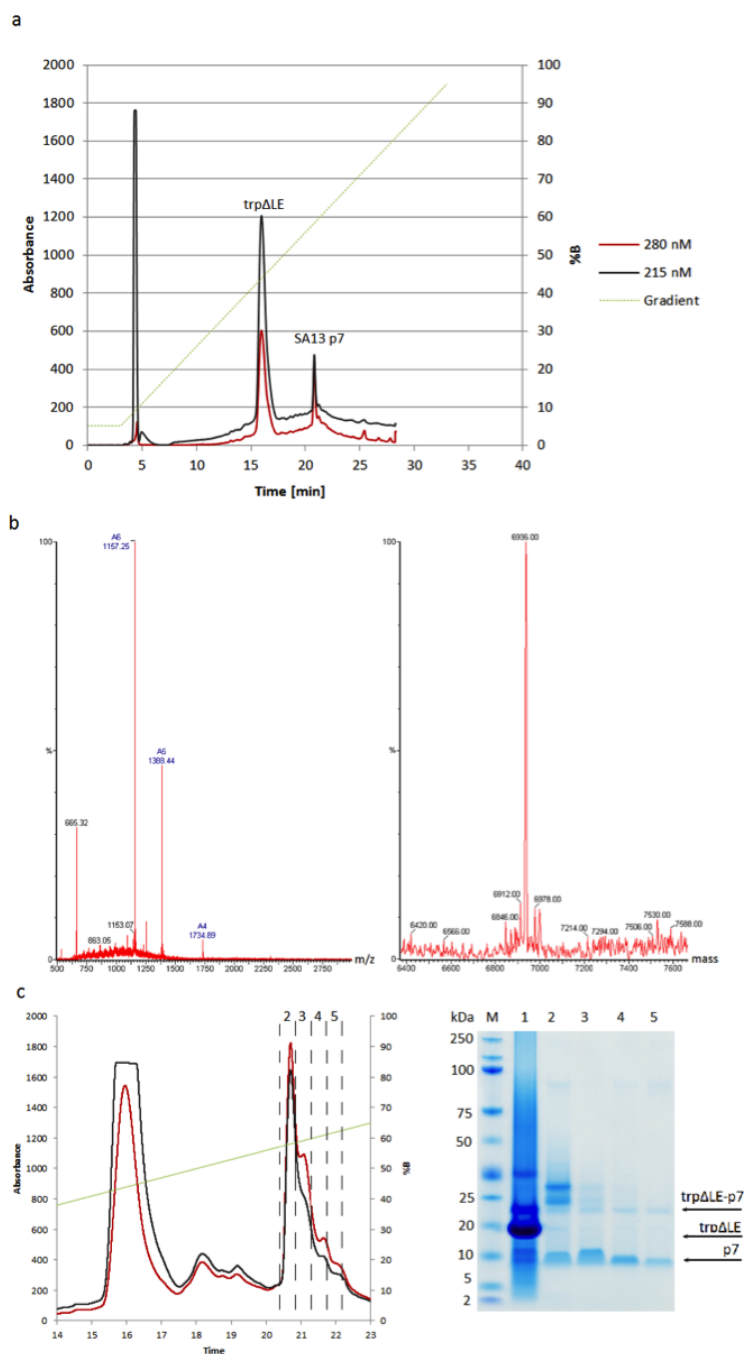 a
2000
1800
1600
1400
1200
1000
800
600
400
200
0
Absorbance
100
90
80
70
60
50
40
30
20
10
0
%B
trpΔLE
SA13 p7
0 5 10 15 20 25 30 35 40
Time [min]
280 nM
215 nM
Gradient
b
100
%
A6
1157.25
A5
1388.44
665.32
1153.07
863.05
A4
1734.89
500 750 1000 1250 1500 1750 2000 2250 2500 2750 m/z
100
%
6936.00
6912.00
6978.00
6846.00
6420.00
6566.00
7214.00
7294.00
7506.00
7530.00
7588.00
6400 6600 6800 7000 7200 7400 7600 mass
c
2 3 4 5
2000
1800
1600
1400
1200
1000
800
600
400
200
0
Absorbance
100
90
80
70
60
50
40
30
20
10
0
%B
14 15 16 17 18 19 20 21 22 23
Time
kDa M 1 2 3 4 5
250
100
75
50
25
20
10
5
2
trpΔLE-p7
trpΔLE
p7